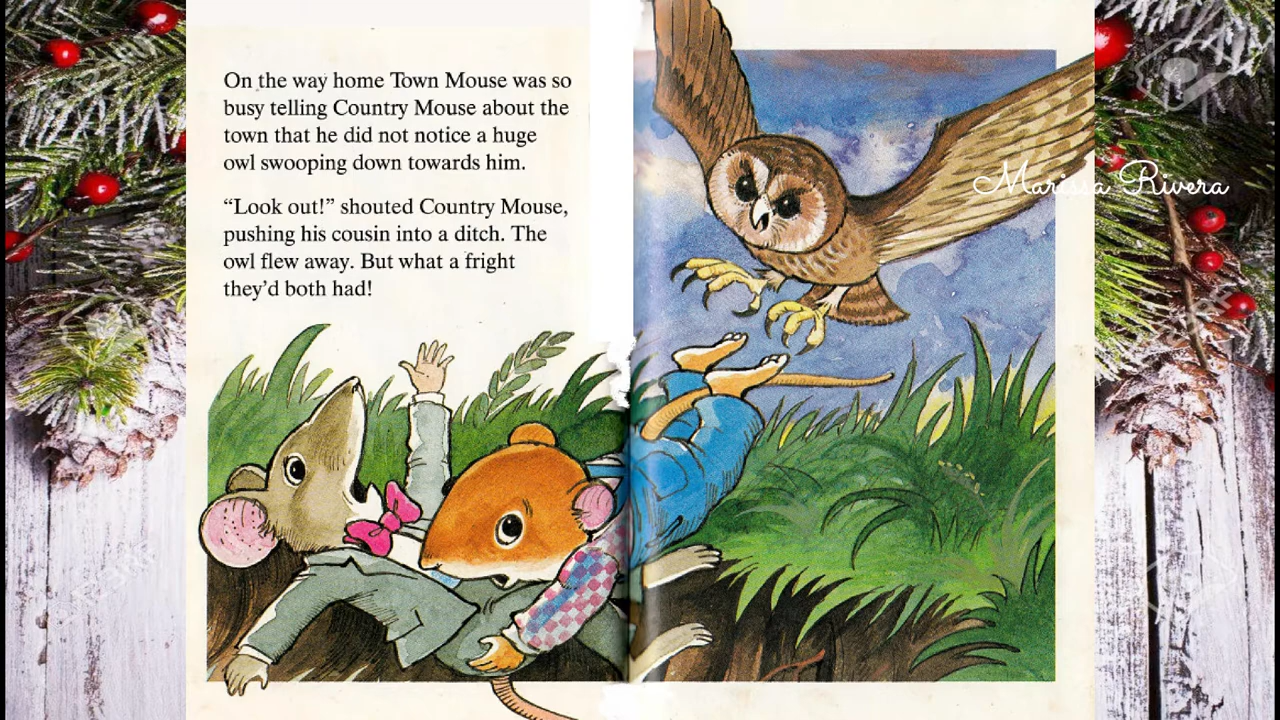 On the way home Town Mouse was so
busy telling Country Mouse about the
town that he did not notice a huge
owl swooping down towards him.
“Look out!” shouted Country Mouse,
pushing his cousin into a ditch. The
owl flew away. But what a fright
they’d both had!
Marissa Rivera